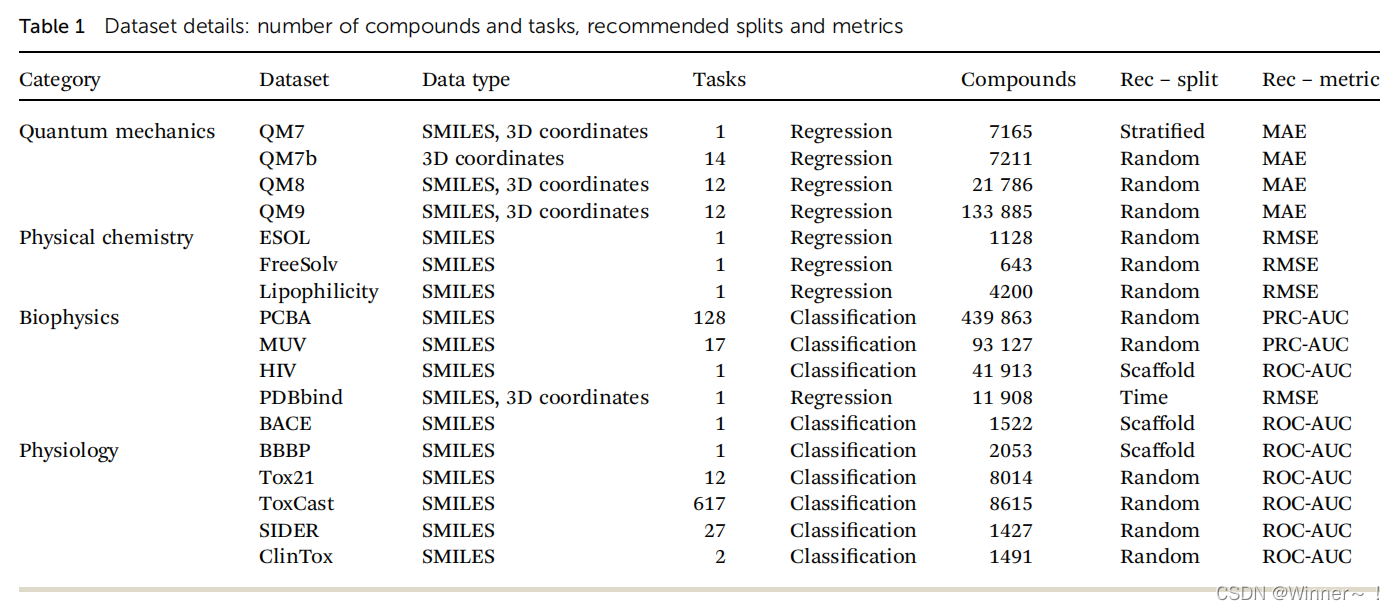 Table 1 Dataset details: number of compounds and tasks, recommended splits and metrics
Category Dataset Data type Tasks Compounds Rec – split Rec – metric
Quantum mechanics QM7 SMILES, 3D coordinates 1 Regression 7165 Stratified MAE
QM7b 3D coordinates 14 Regression 7211 Random MAE
QM8 SMILES, 3D coordinates 12 Regression 21 786 Random MAE
QM9 SMILES, 3D coordinates 12 Regression 133 885 Random MAE
Physical chemistry ESOL SMILES 1 Regression 1128 Random RMSE
FreeSolv SMILES 1 Regression 643 Random RMSE
Lipophilicity SMILES 1 Regression 4200 Random RMSE
Biophysics PCBA SMILES 128 Classification 439 863 Random PRC-AUC
MUV SMILES 17 Classification 93 127 Random PRC-AUC
HIV SMILES 1 Classification 41 913 Scaffold ROC-AUC
PDBbind SMILES, 3D coordinates 1 Regression 11 908 Time RMSE
BACE SMILES 1 Classification 1522 Scaffold ROC-AUC
Physiology BBBP SMILES 1 Classification 2053 Scaffold ROC-AUC
Tox21 SMILES 12 Classification 8014 Random ROC-AUC
ToxCast SMILES 617 Classification 8615 Random ROC-AUC
SIDER SMILES 27 Classification 1427 Random ROC-AUC
ClinTox SMILES 2 Classification 1491 Random ROC-AUC
CSDN @Winner～！